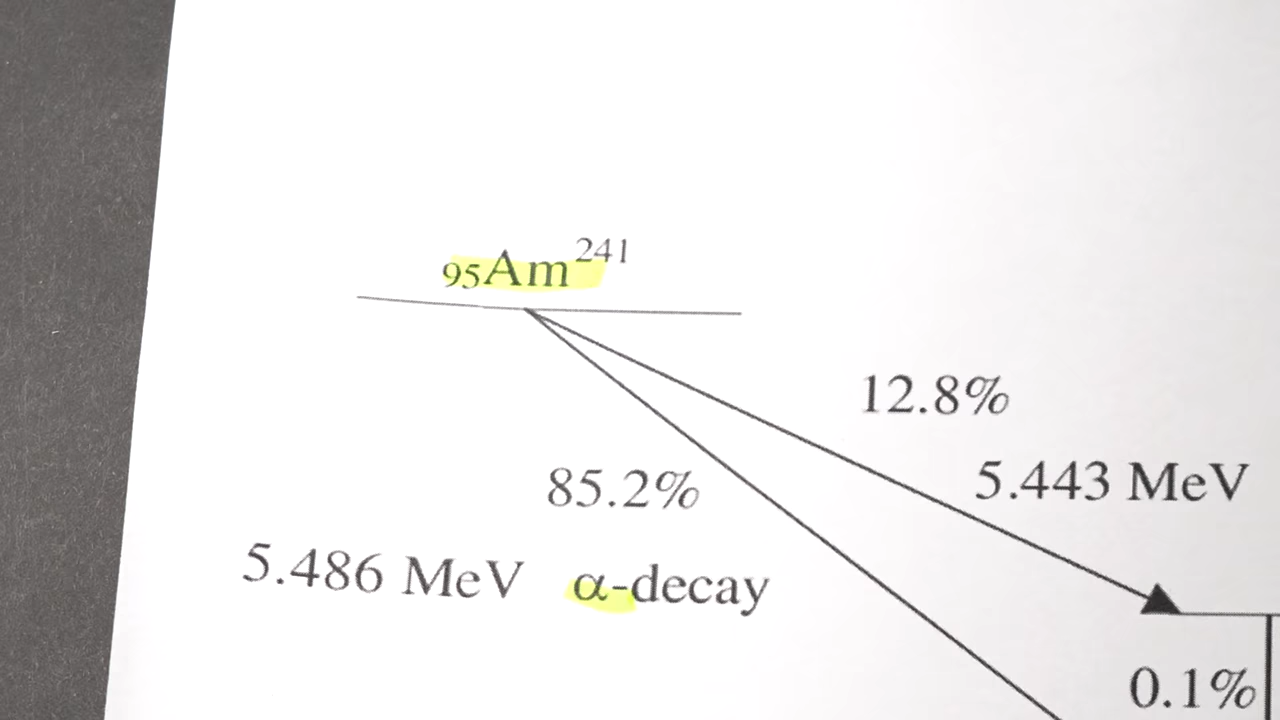 95Am241
12.8%
5.443 MeV
85.2%
5.486 MeV α-decay
0.1%